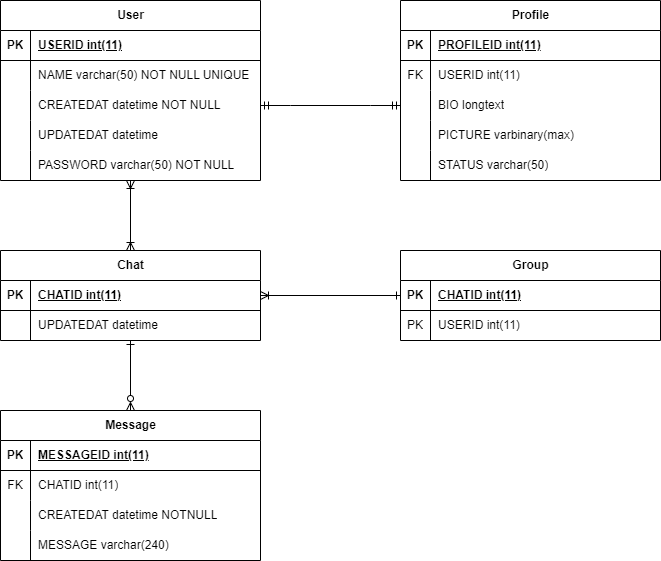 User
PK USERID int(11)
NAME varchar(50) NOT NULL UNIQUE
CREATEDAT datetime NOT NULL
UPDATEDAT datetime
PASSWORD varchar(50) NOT NULL
Profile
PK PROFILEID int(11)
FK USERID int(11)
BIO longtext
PICTURE varbinary(max)
STATUS varchar(50)
Chat
PK CHATID int(11)
UPDATEDAT datetime
Group
PK CHATID int(11)
PK USERID int(11)
Message
PK MESSAGEID int(11)
FK CHATID int(11)
CREATEDAT datetime NOTNULL
MESSAGE varchar(240)